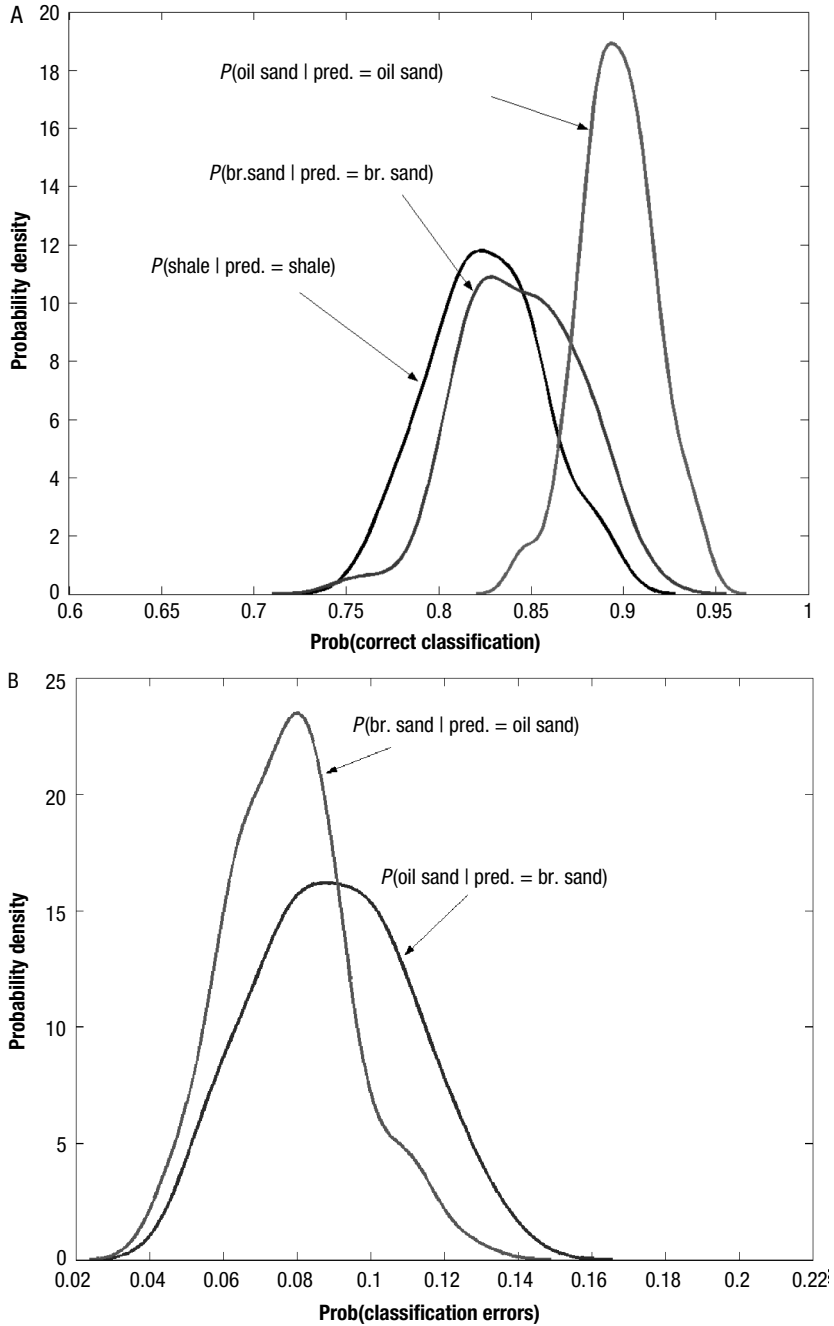 A
20
18
16
14
12
10
8
6
4
2
0
Probability density
P(oil sand | pred. = oil sand)
P(br.sand | pred. = br. sand)
P(shale | pred. = shale)
0.6 0.65 0.7 0.75 0.8 0.85 0.9 0.95 1
Prob(correct classification)
B
25
20
15
10
5
0
Probability density
P(br. sand | pred. = oil sand)
P(oil sand | pred. = br. sand)
0.02 0.04 0.06 0.08 0.1 0.12 0.14 0.16 0.18 0.2 0.22
Prob(classification errors)